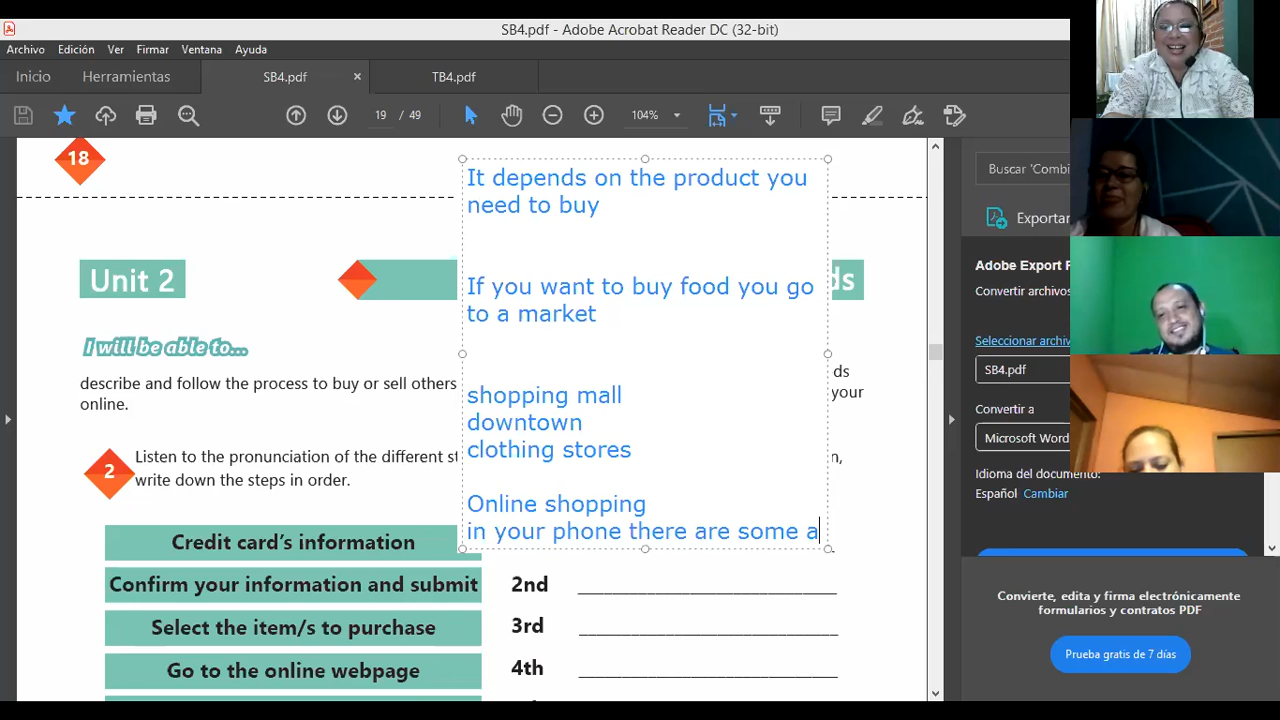 SB4.pdf - Adobe Acrobat Reader DC (32-bit)
Archivo Edición Ver Firmar Ventana Ayuda
Inicio Herramientas SB4.pdf × TB4.pdf
19 / 49 104%
18
It depends on the product you
need to buy
If you want to buy food you go
to a market
shopping mall
downtown
clothing stores
Online shopping
in your phone there are some a
Unit 2
ds
I will be able to...
describe and follow the process to buy or sell others
online.
ds
your
2
Listen to the pronunciation of the different st
n,
write down the steps in order.
Credit card's information
Confirm your information and submit 2nd ____________________________
Select the item/s to purchase 3rd ____________________________
Go to the online webpage 4th ____________________________
Buscar 'Combi
Exportar
Adobe Export F
Convertir archivos
Seleccionar archiv
SB4.pdf
Convertir a
Microsoft Word
Idioma del documento:
Español Cambiar
Convierte, edita y firma electrónicamente
formularios y contratos PDF
Prueba gratis de 7 días